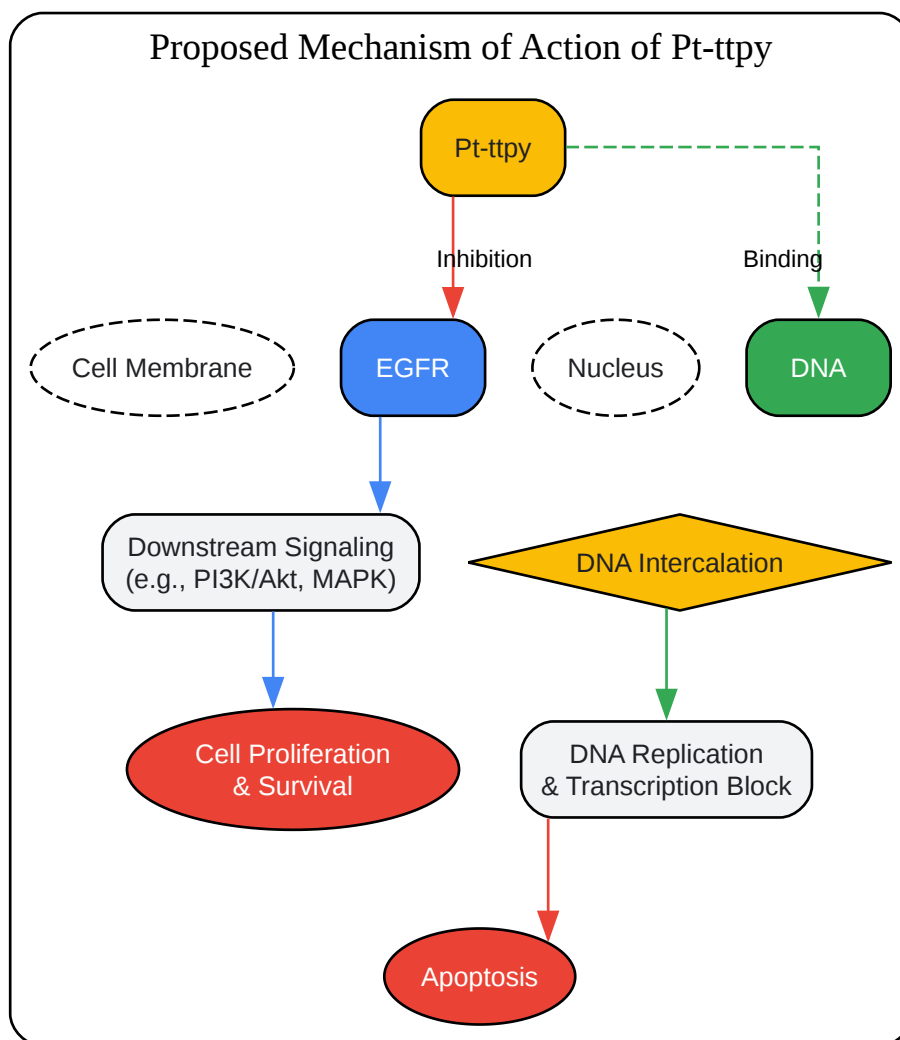 Proposed Mechanism of Action of Pt-ttpy
Pt-ttpy
Inhibition
Binding
Cell Membrane
EGFR
Nucleus
DNA
Downstream Signaling
(e.g., PI3K/Akt, MAPK)
DNA Intercalation
Cell Proliferation
& Survival
DNA Replication
& Transcription Block
Apoptosis